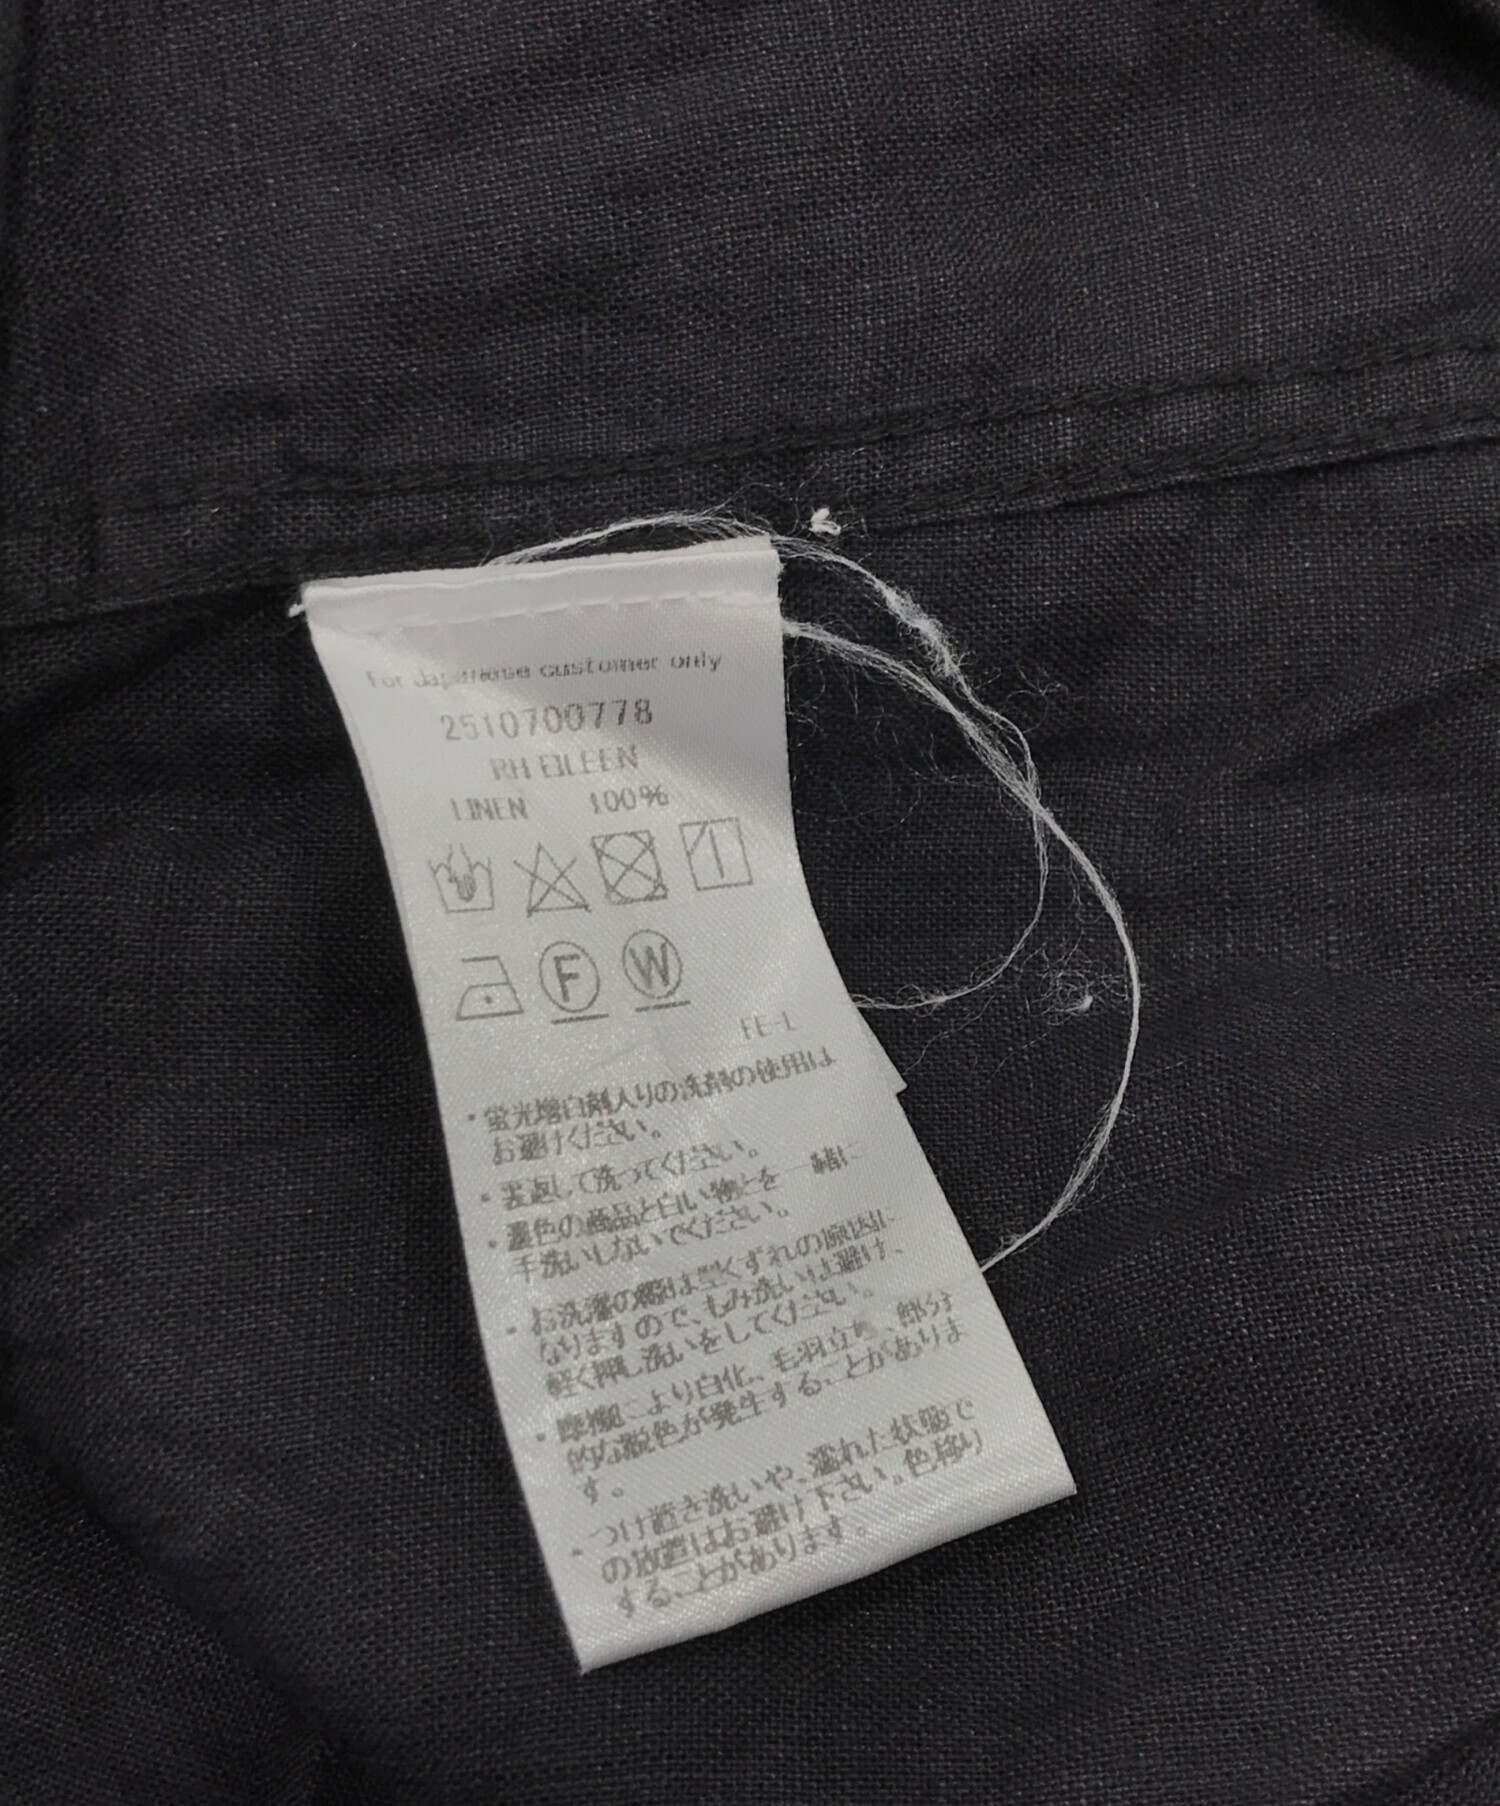 For Japanese customer only
2510700778
RH EILEEN
LINEN 100%
F W
FE-1
・蛍光増白剤入りの洗剤の使用は
お避けください。
・裏返して洗ってください。
・濃色の商品と白い物とを一緒に
手洗いしないでください。
・お洗濯の際は型くずれの原因に
なりますので、もみ洗いは避け、
軽く押し洗いをしてください。
・摩擦により白化、毛羽立ち、部分
的な脱色が発生することがありま
す。
・つけ置き洗いや、濡れた状態で
の放置はお避け下さい。色移り
することがあります。